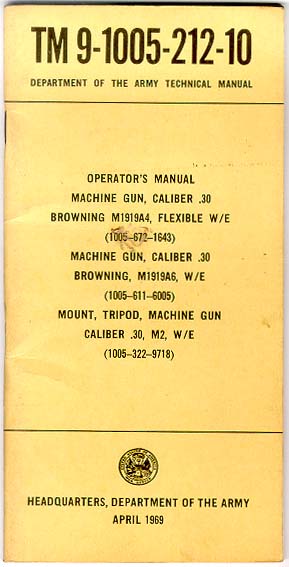 TM 9-1005-212-10
DEPARTMENT OF THE ARMY TECHNICAL MANUAL
OPERATOR'S MANUAL
MACHINE GUN, CALIBER .30
BROWNING M1919A4, FLEXIBLE W/E
(1005-672-1643)
MACHINE GUN, CALIBER .30
BROWNING, M1919A6, W/E
(1005-611-6005)
MOUNT, TRIPOD, MACHINE GUN
CALIBER .30, M2, W/E
(1005-322-9718)
HEADQUARTERS, DEPARTMENT OF THE ARMY
APRIL 1969